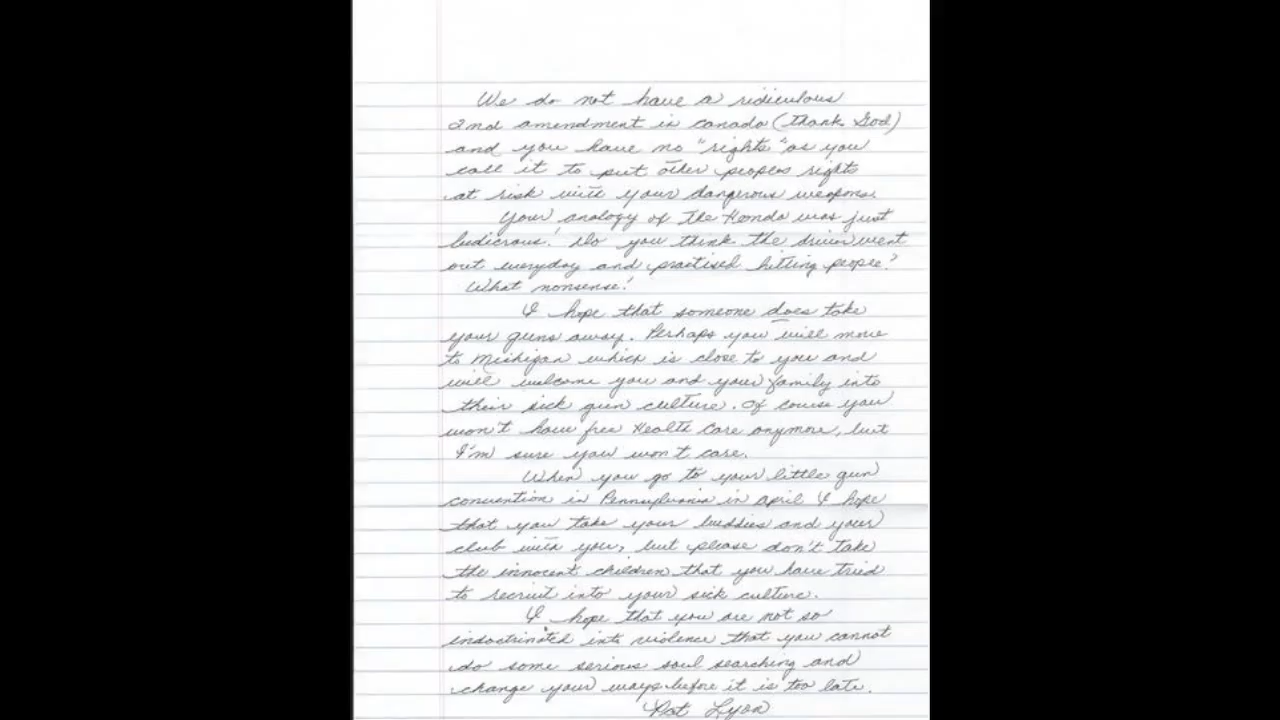 We do not have a ridiculous
2nd amendment in Canada (thank God)
and you have no "rights" as you
call it to put other peoples rights
at risk with your dangerous weapons.
Your analogy of the Honda was just
ludicrous! Do you think the driver went
out everyday and practised hitting people?
What nonsense!
I hope that someone does take
your guns away. Perhaps you will move
to Michigan which is close to you and
will welcome you and your family into
their sick gun culture. Of course you
won't have free Health Care anymore, but
I'm sure you won't care.
When you go to your little gun
convention in Pennsylvania in april I hope
that you take your buddies and your
club with you, but please don't take
the innocent children that you have tried
to recruit into your sick culture.
I hope that you are not so
indoctrinated into violence that you cannot
do some serious soul searching and
change your ways before it is too late.
Pat Lyon